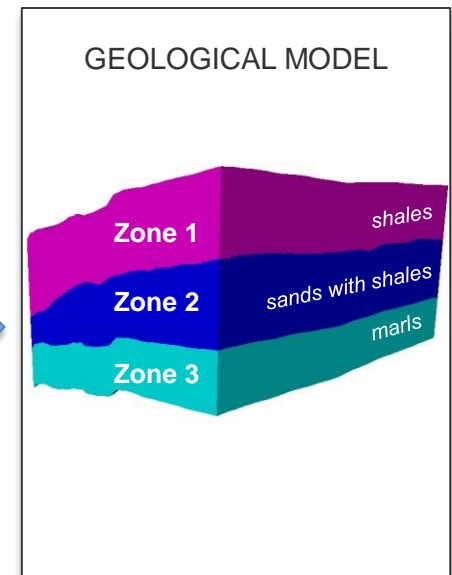 GEOLOGICAL MODEL
Zone 1
shales
Zone 2
sands with shales
Zone 3
marls